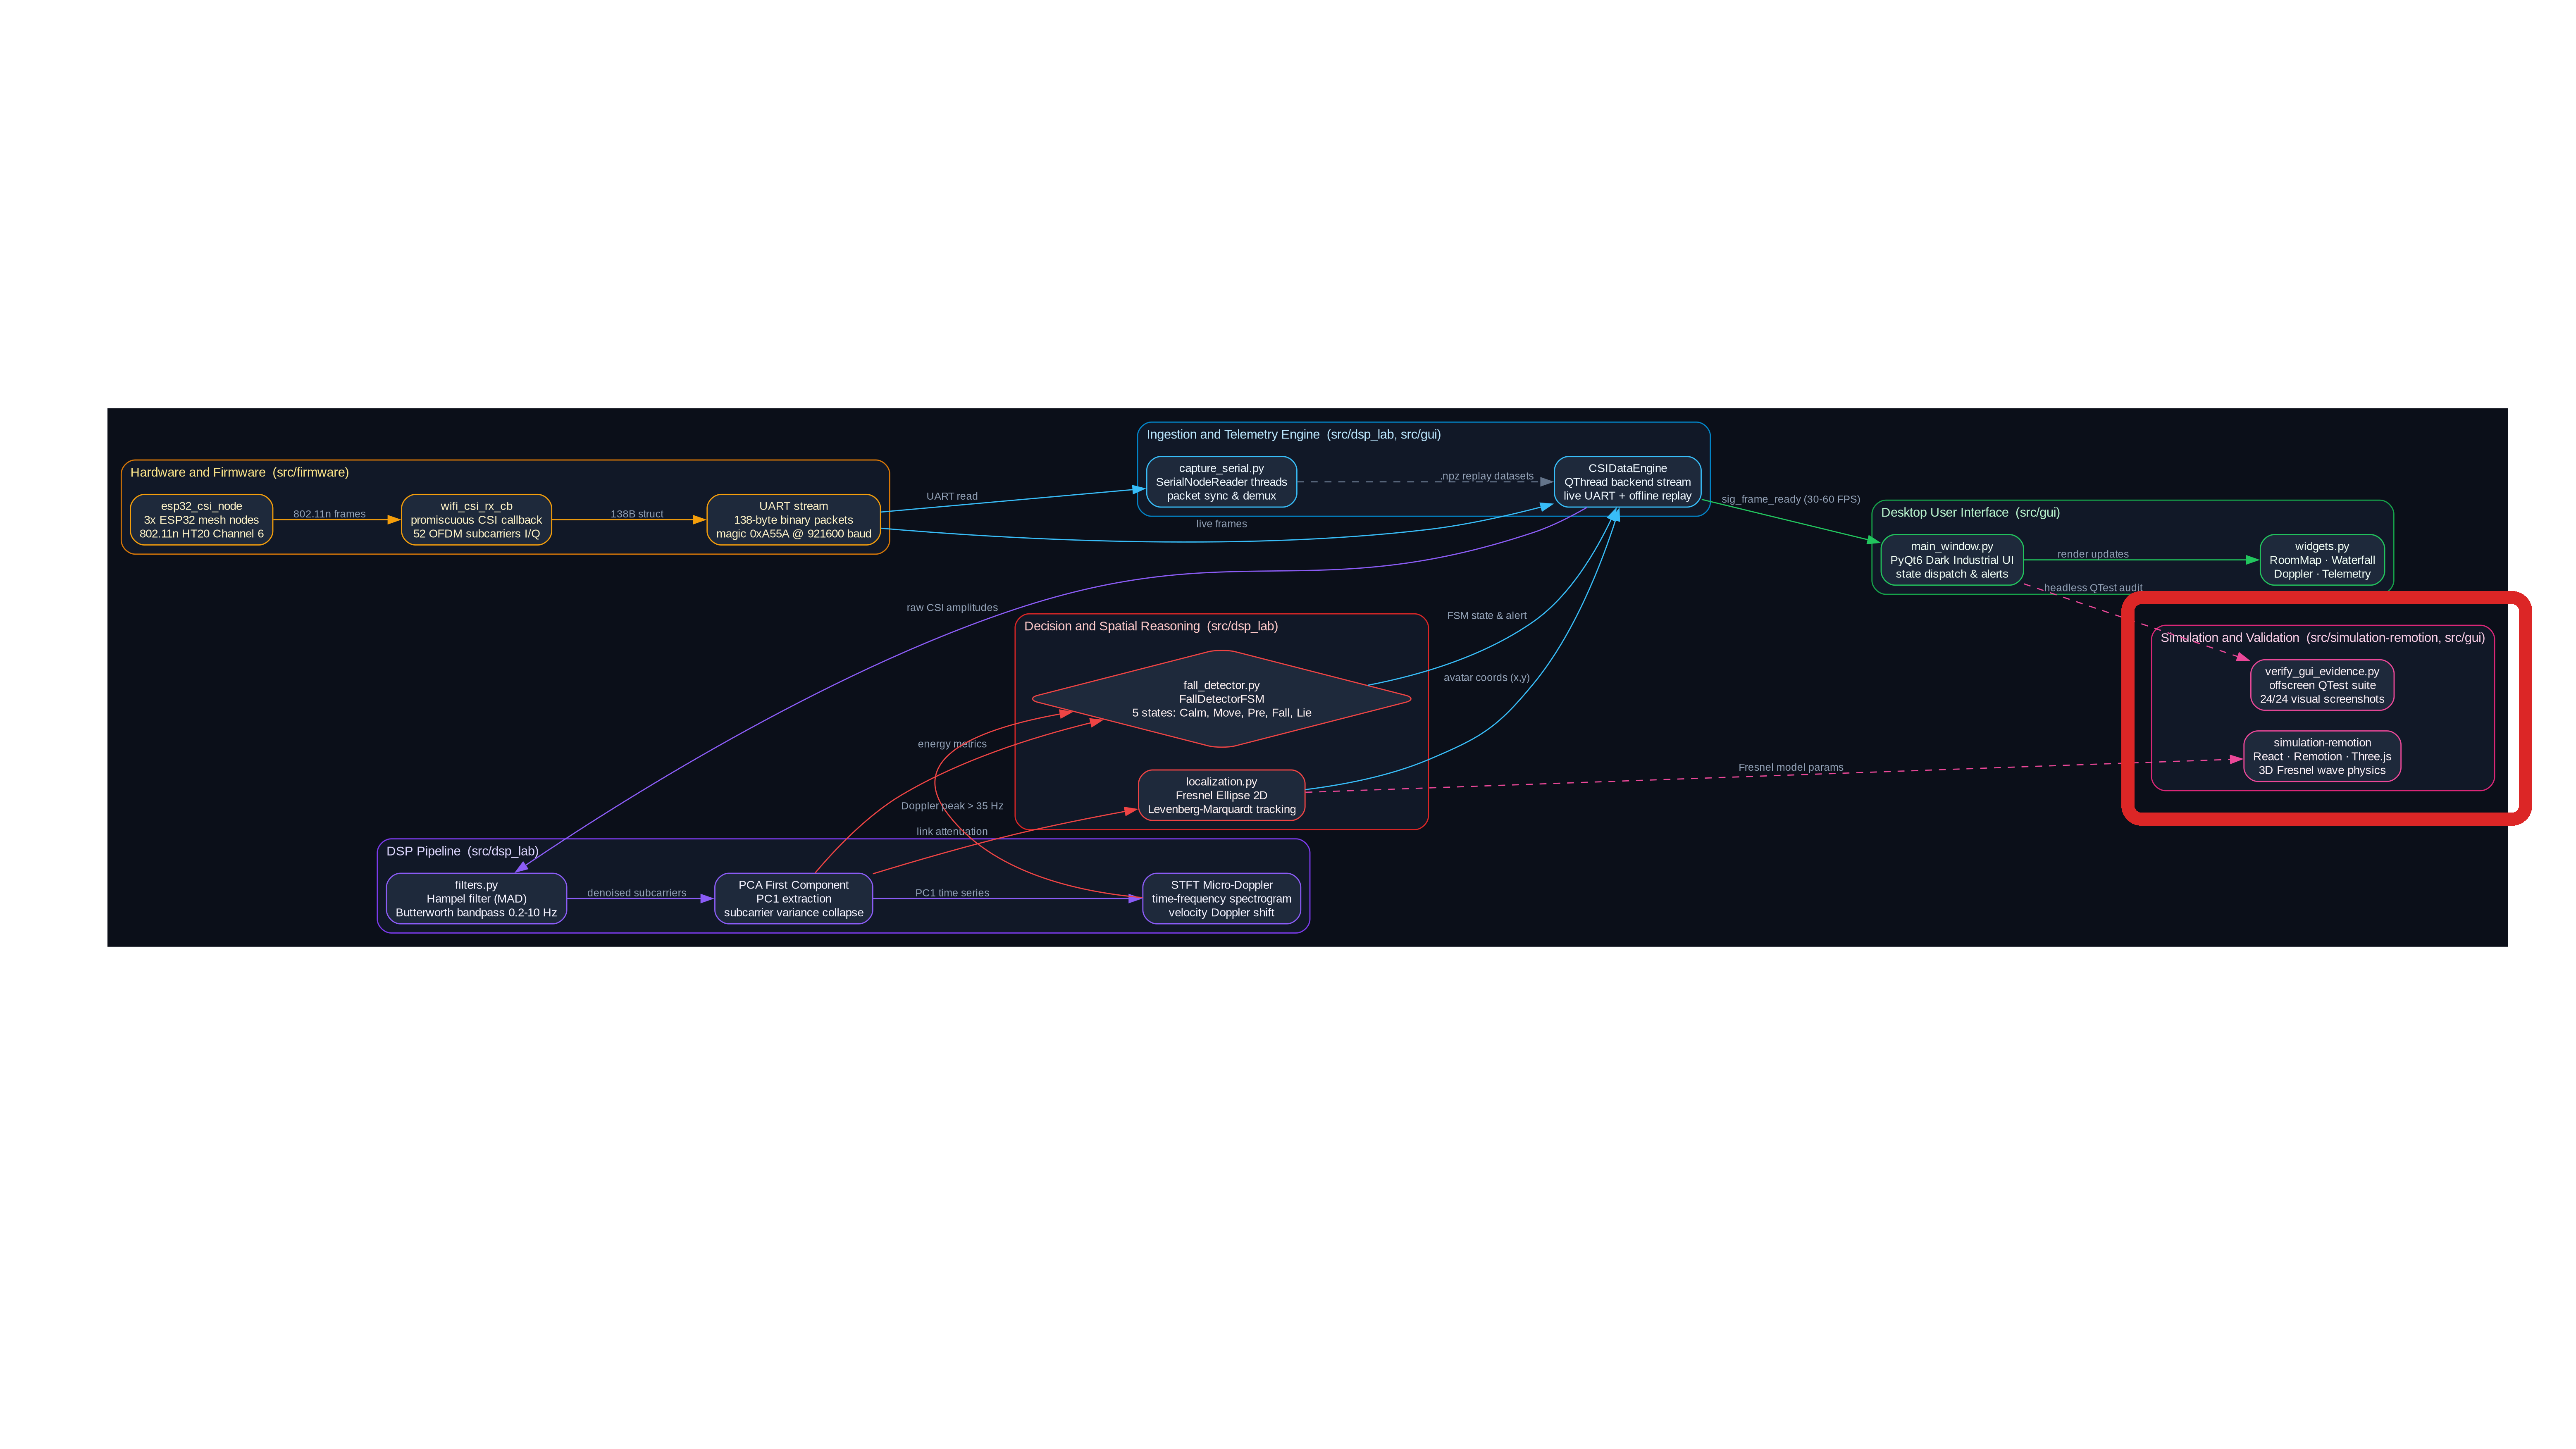 Ingestion and Telemetry Engine  (src/dsp_lab, src/gui)
capture_serial.py
SerialNodeReader threads
packet sync & demux
.npz replay datasets
CSIDataEngine
QThread backend stream
live UART + offline replay
Hardware and Firmware  (src/firmware)
esp32_csi_node
3x ESP32 mesh nodes
802.11n HT20 Channel 6
802.11n frames
wifi_csi_rx_cb
promiscuous CSI callback
52 OFDM subcarriers I/Q
138B struct
UART stream
138-byte binary packets
magic 0xA55A @ 921600 baud
UART read
live frames
sig_frame_ready (30-60 FPS)
Desktop User Interface  (src/gui)
main_window.py
PyQt6 Dark Industrial UI
state dispatch & alerts
render updates
widgets.py
RoomMap · Waterfall
Doppler · Telemetry
headless QTest audit
raw CSI amplitudes
FSM state & alert
avatar coords (x,y)
Decision and Spatial Reasoning  (src/dsp_lab)
fall_detector.py
FallDetectorFSM
5 states: Calm, Move, Pre, Fall, Lie
localization.py
Fresnel Ellipse 2D
Levenberg-Marquardt tracking
Simulation and Validation  (src/simulation-remotion, src/gui)
verify_gui_evidence.py
offscreen QTest suite
24/24 visual screenshots
simulation-remotion
React · Remotion · Three.js
3D Fresnel wave physics
Fresnel model params
energy metrics
Doppler peak > 35 Hz
link attenuation
DSP Pipeline  (src/dsp_lab)
filters.py
Hampel filter (MAD)
Butterworth bandpass 0.2-10 Hz
denoised subcarriers
PCA First Component
PC1 extraction
subcarrier variance collapse
PC1 time series
STFT Micro-Doppler
time-frequency spectrogram
velocity Doppler shift